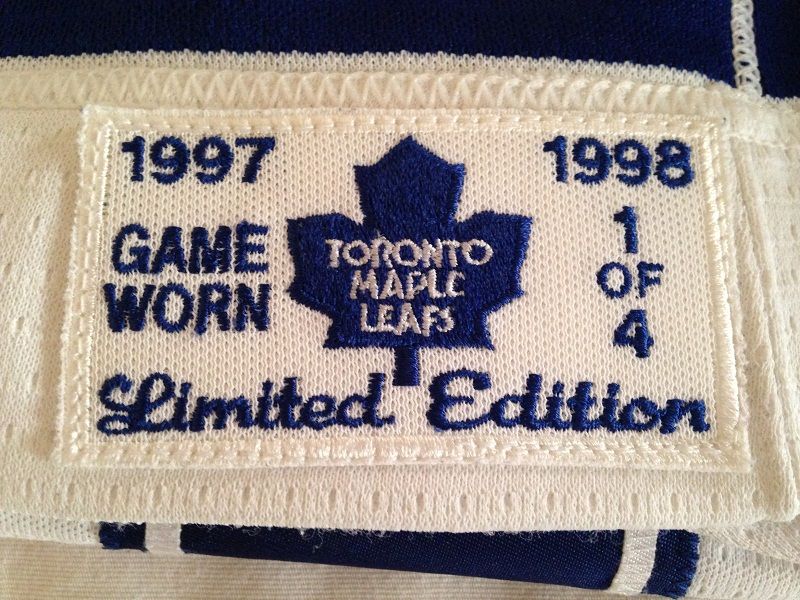 1997
GAME
WORN
TORONTO
MAPLE
LEAFS
1998
1
OF
4
Limited Edition